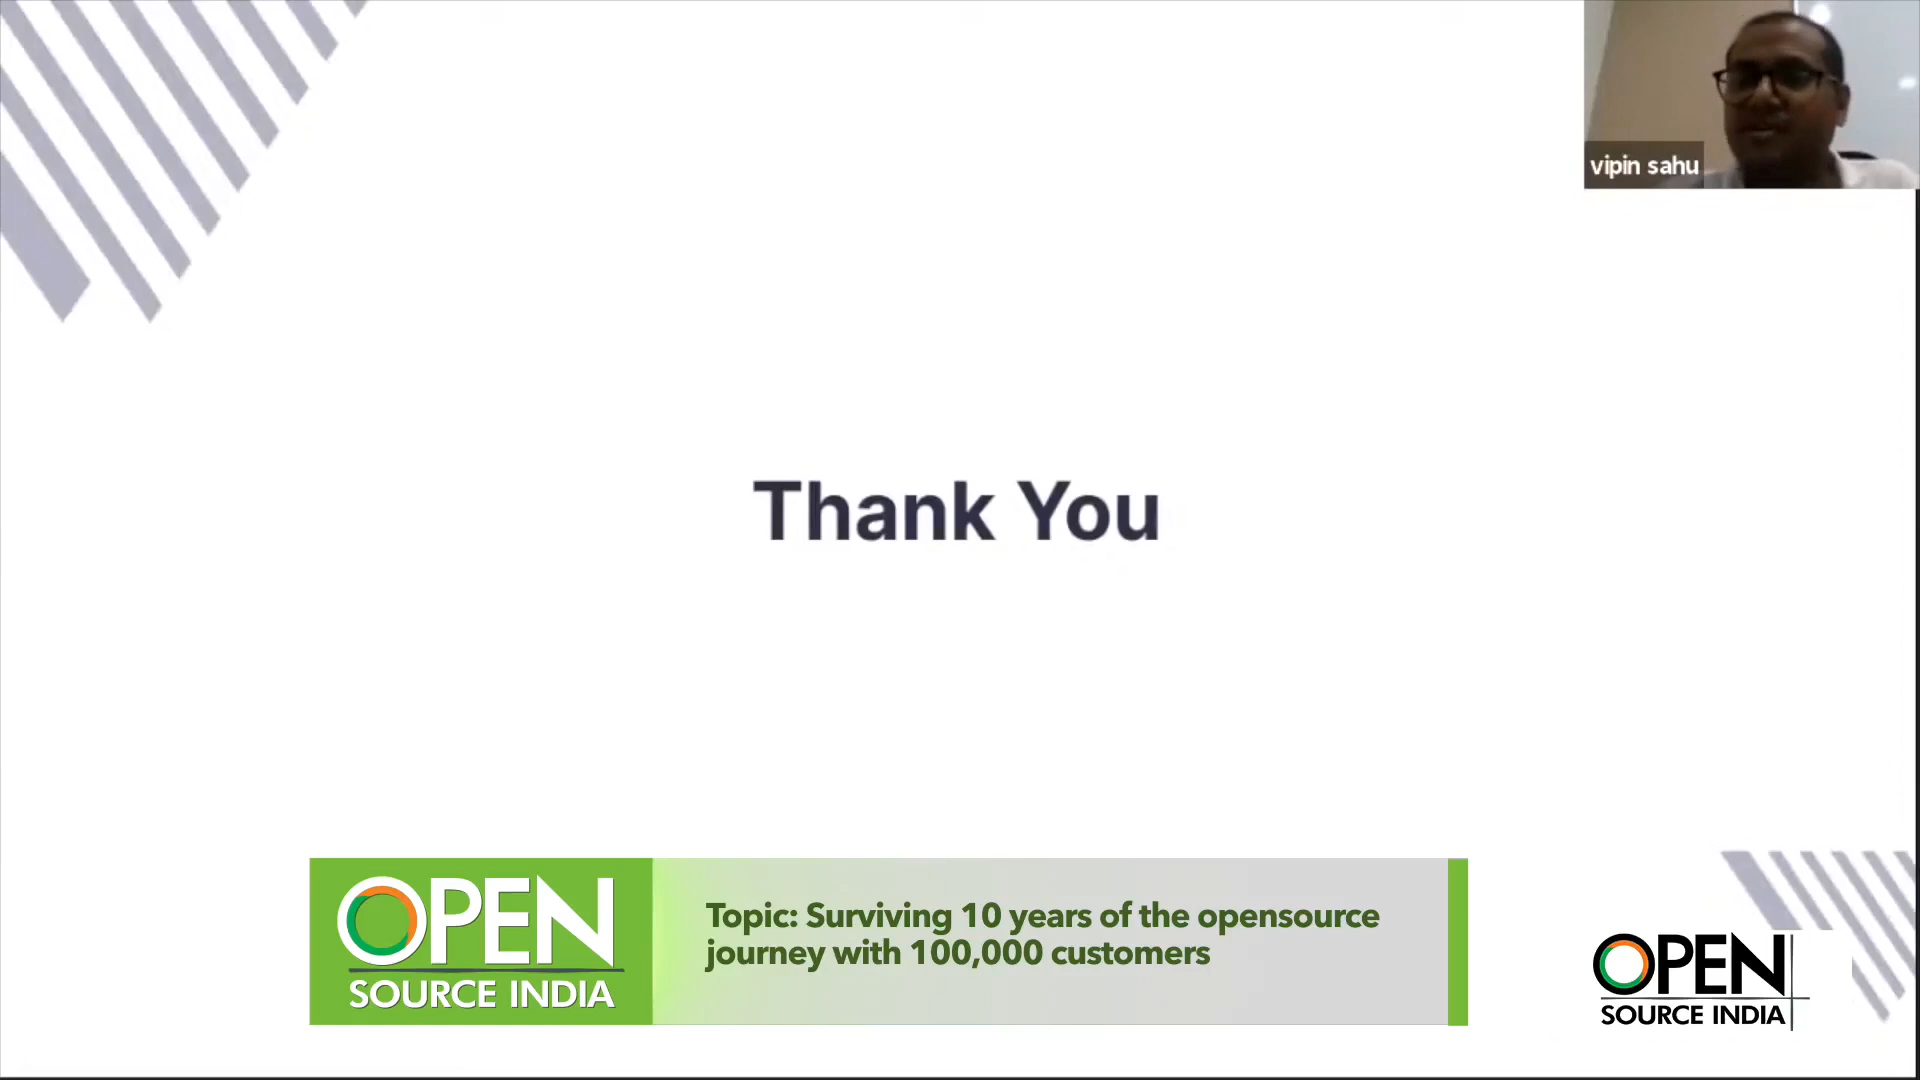 vipin sahu
Thank You
OPEN
SOURCE INDIA
Topic: Surviving 10 years of the opensource
journey with 100,000 customers
OPEN
SOURCE INDIA